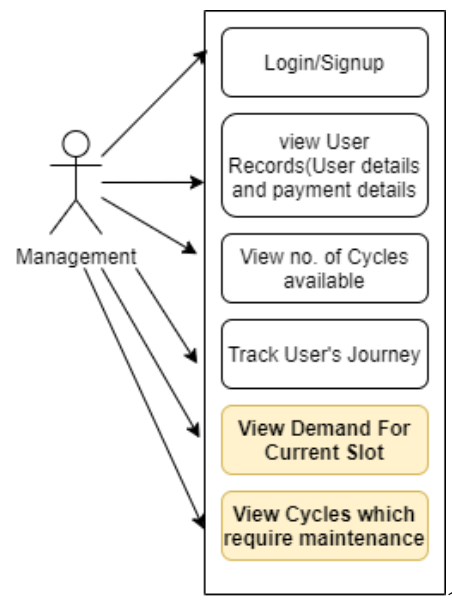 Login/Signup
view User
Records(User details
and payment details
Management
View no. of Cycles
available
Track User's Journey
View Demand For
Current Slot
View Cycles which
require maintenance